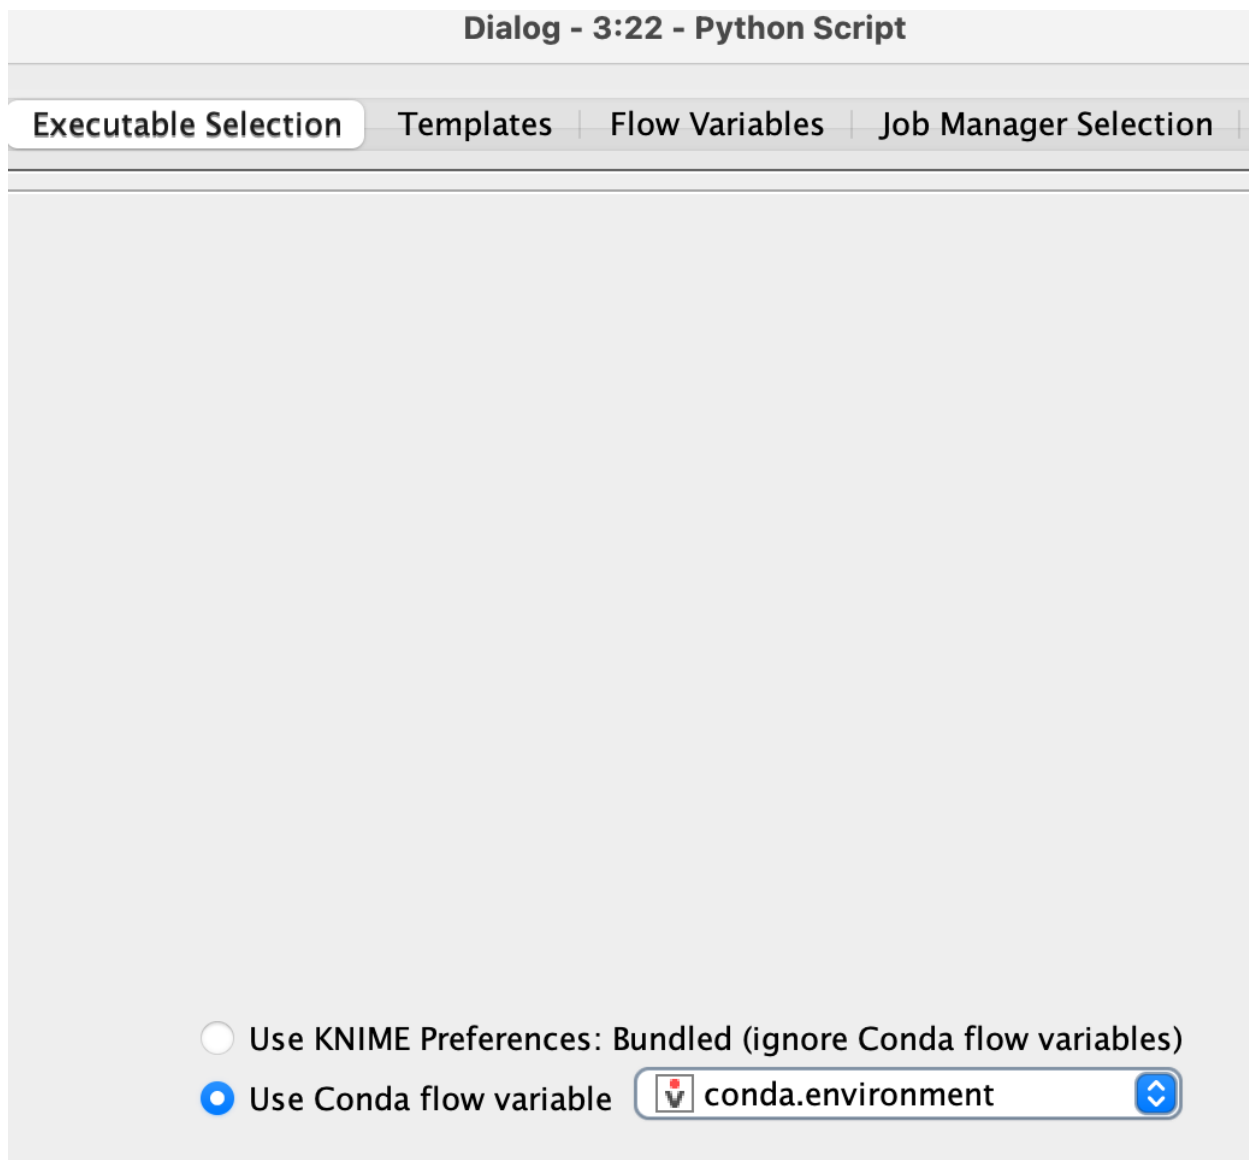 Dialog - 3:22 - Python Script
Executable Selection Templates Flow Variables Job Manager Selection
Use KNIME Preferences: Bundled (ignore Conda flow variables)
Use Conda flow variable conda.environment